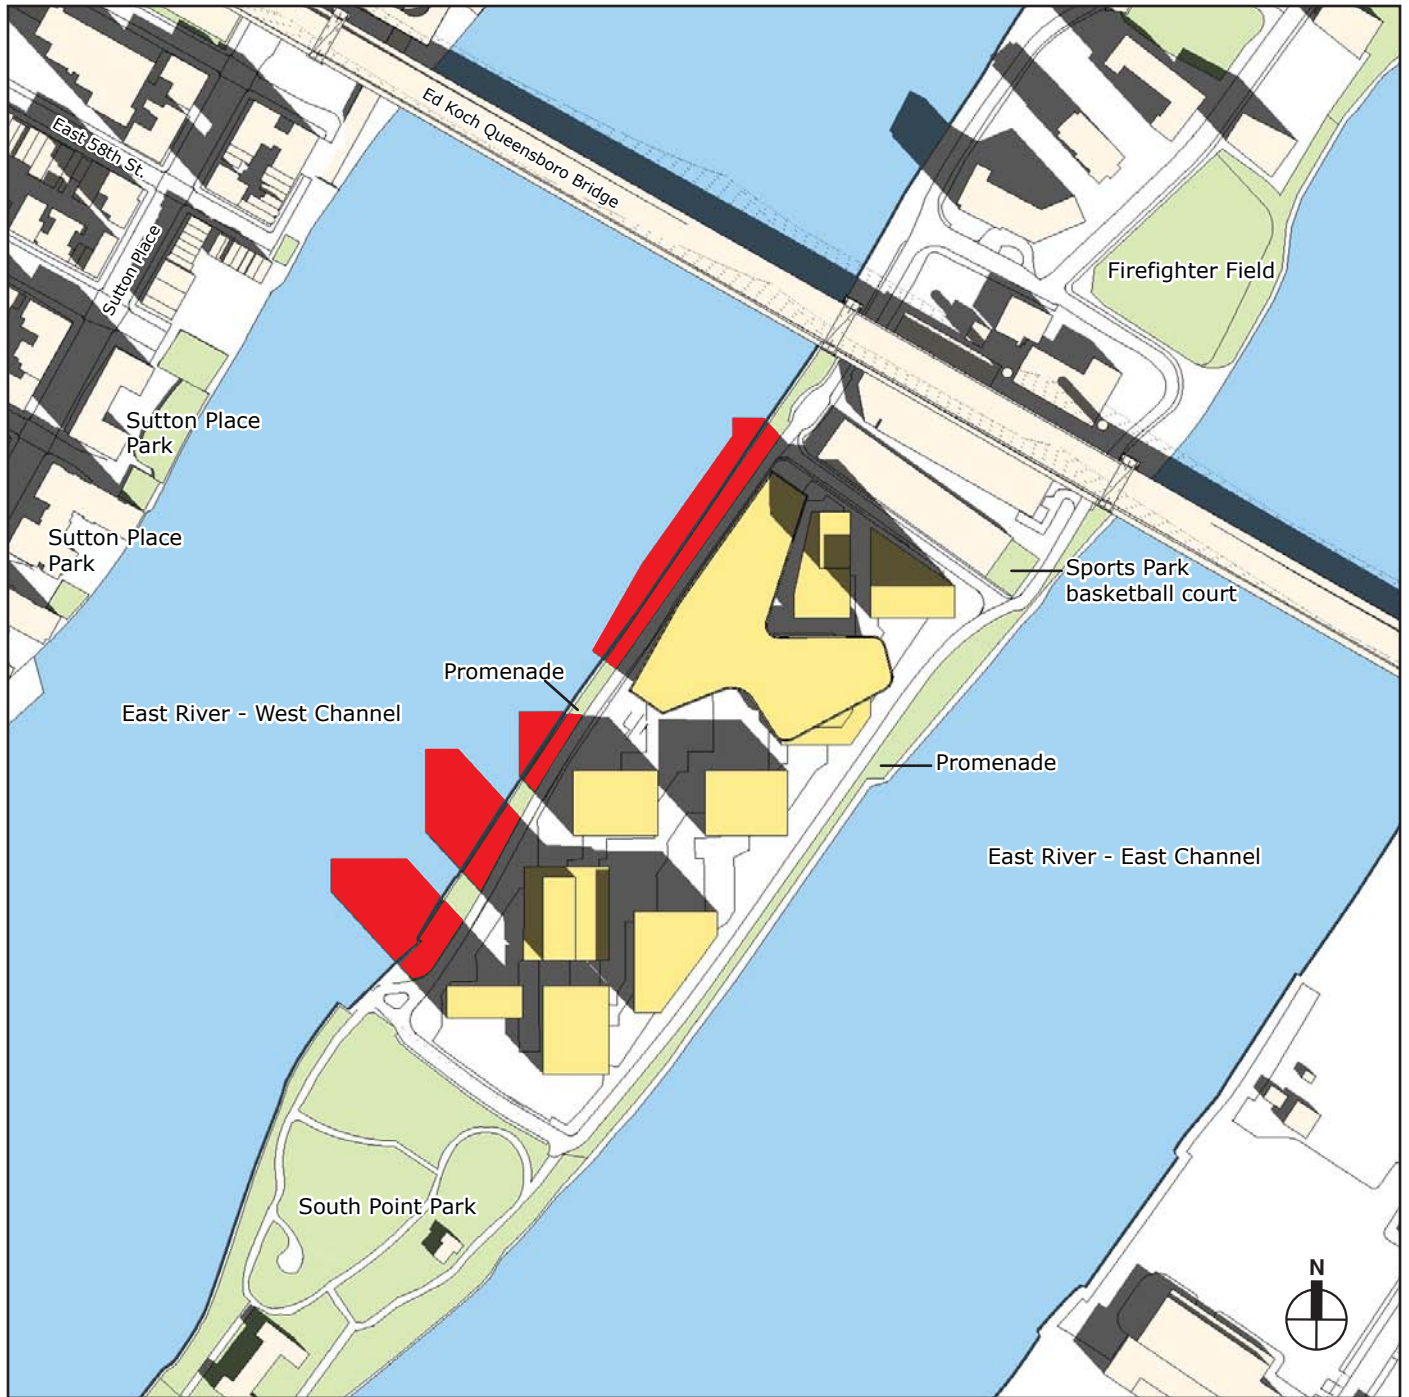 Ed Koch Queensboro Bridge
East 58th St.
Sutton Place
Firefighter Field
Sutton Place
Park
Sutton Place
Park
Sports Park
basketball court
Promenade
East River - West Channel
Promenade
East River - East Channel
South Point Park
N